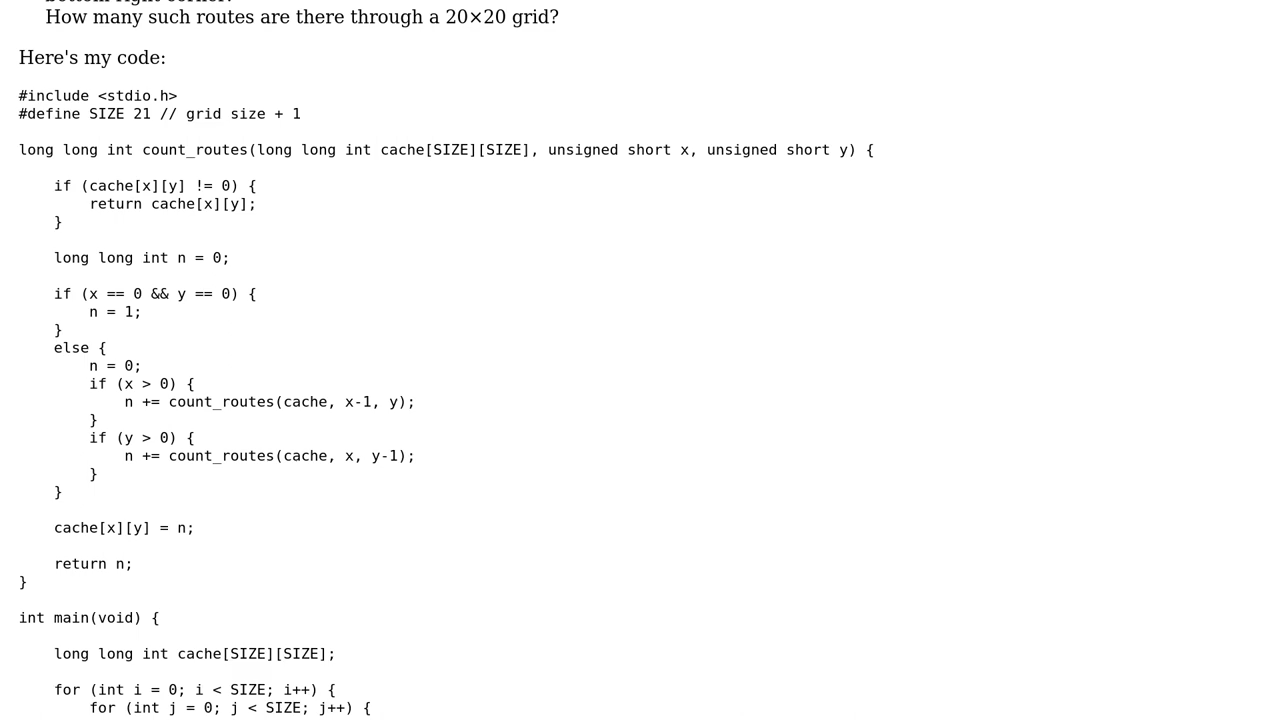 bottom right corner.
How many such routes are there through a 20×20 grid?
Here's my code:
#include <stdio.h>
#define SIZE 21 // grid size + 1
long long int count_routes(long long int cache[SIZE][SIZE], unsigned short x, unsigned short y) {
    if (cache[x][y] != 0) {
        return cache[x][y];
    }
    long long int n = 0;
    if (x == 0 && y == 0) {
        n = 1;
    }
    else {
        n = 0;
        if (x > 0) {
            n += count_routes(cache, x-1, y);
        }
        if (y > 0) {
            n += count_routes(cache, x, y-1);
        }
    }
    cache[x][y] = n;
    return n;
}
int main(void) {
    long long int cache[SIZE][SIZE];
    for (int i = 0; i < SIZE; i++) {
        for (int j = 0; j < SIZE; j++) {